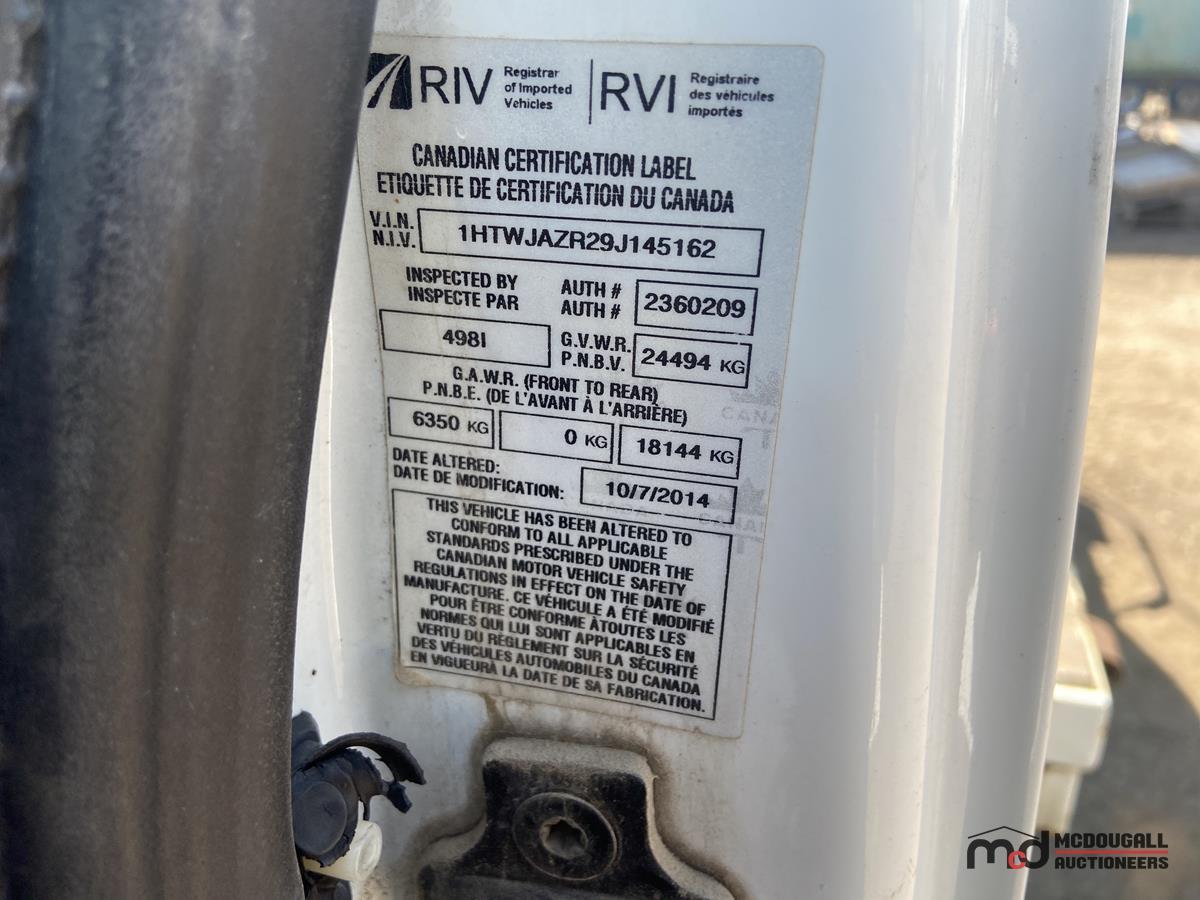 RIV Registrar of Imported Vehicles | RVI Registraire des véhicules importés
CANADIAN CERTIFICATION LABEL
ETIQUETTE DE CERTIFICATION DU CANADA
V.I.N.
N.I.V.
1HTWJAZR29J145162
INSPECTED BY
INSPECTE PAR
AUTH #
AUTH #
2360209
498I
G.V.W.R.
P.N.B.V.
24494 KG
G.A.W.R. (FRONT TO REAR)
P.N.B.E. (DE L'AVANT À L'ARRIÈRE)
6350 KG 0 KG 18144 KG
DATE ALTERED:
DATE DE MODIFICATION:
10/7/2014
THIS VEHICLE HAS BEEN ALTERED TO
CONFORM TO ALL APPLICABLE
STANDARDS PRESCRIBED UNDER THE
CANADIAN MOTOR VEHICLE SAFETY
REGULATIONS IN EFFECT ON THE DATE OF
MANUFACTURE. CE VÉHICULE A ÉTÉ MODIFIÉ
POUR ÊTRE CONFORME ÀTOUTES LES
NORMES QUI LUI SONT APPLICABLES EN
VERTU DU RÈGLEMENT SUR LA SÉCURITÉ
DES VÉHICULES AUTOMOBILES DU CANADA
EN VIGUEURÀ LA DATE DE SA FABRICATION.
mcd MCDOUGALL
AUCTIONEERS